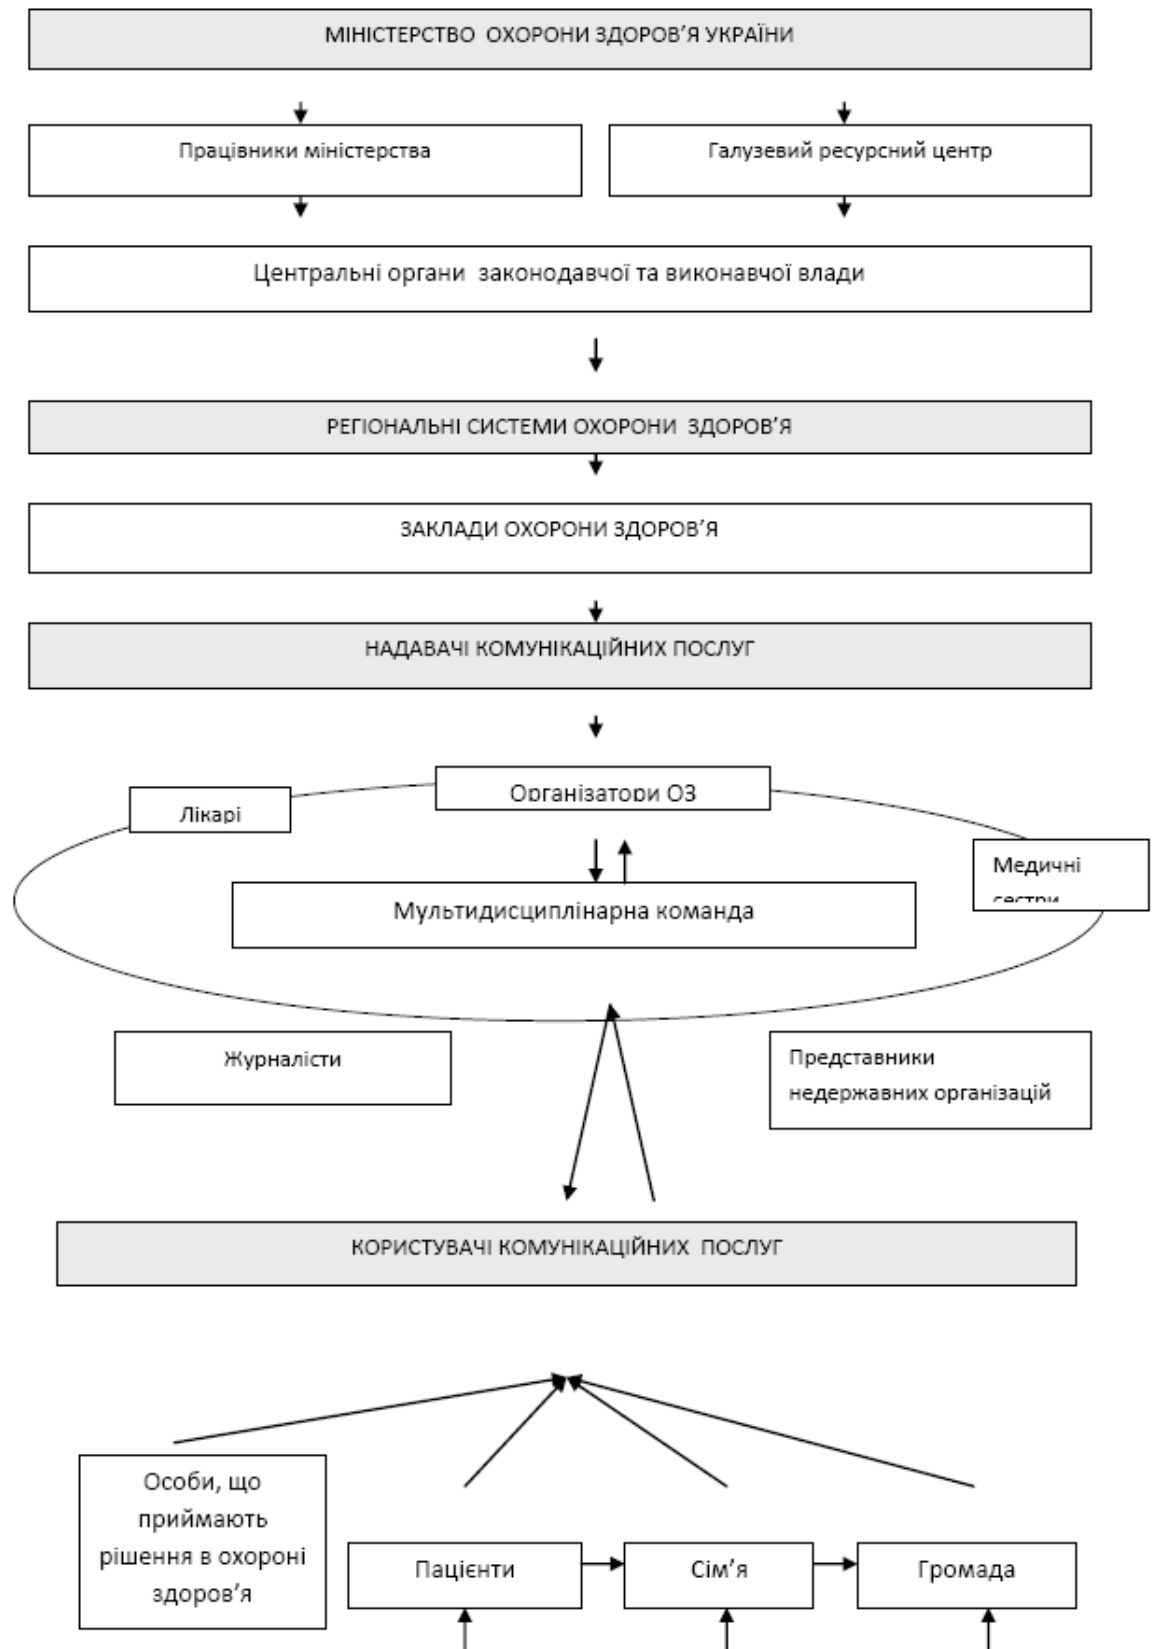 МІНІСТЕРСТВО ОХОРОНИ ЗДОРОВ’Я УКРАЇНИ
Працівники міністерства
Галузевий ресурсний центр
Центральні органи законодавчої та виконавчої влади
РЕГІОНАЛЬНІ СИСТЕМИ ОХОРОНИ ЗДОРОВ’Я
ЗАКЛАДИ ОХОРОНИ ЗДОРОВ’Я
НАДАВАЧІ КОМУНІКАЦІЙНИХ ПОСЛУГ
Організатори ОЗ
Лікарі
Медичні
сестри
Мультидисциплінарна команда
Журналісти
Представники
недержавних організацій
КОРИСТУВАЧІ КОМУНІКАЦІЙНИХ ПОСЛУГ
Особи, що
приймають
рішення в охороні
здоров’я
Пацієнти
Сім’я
Громада